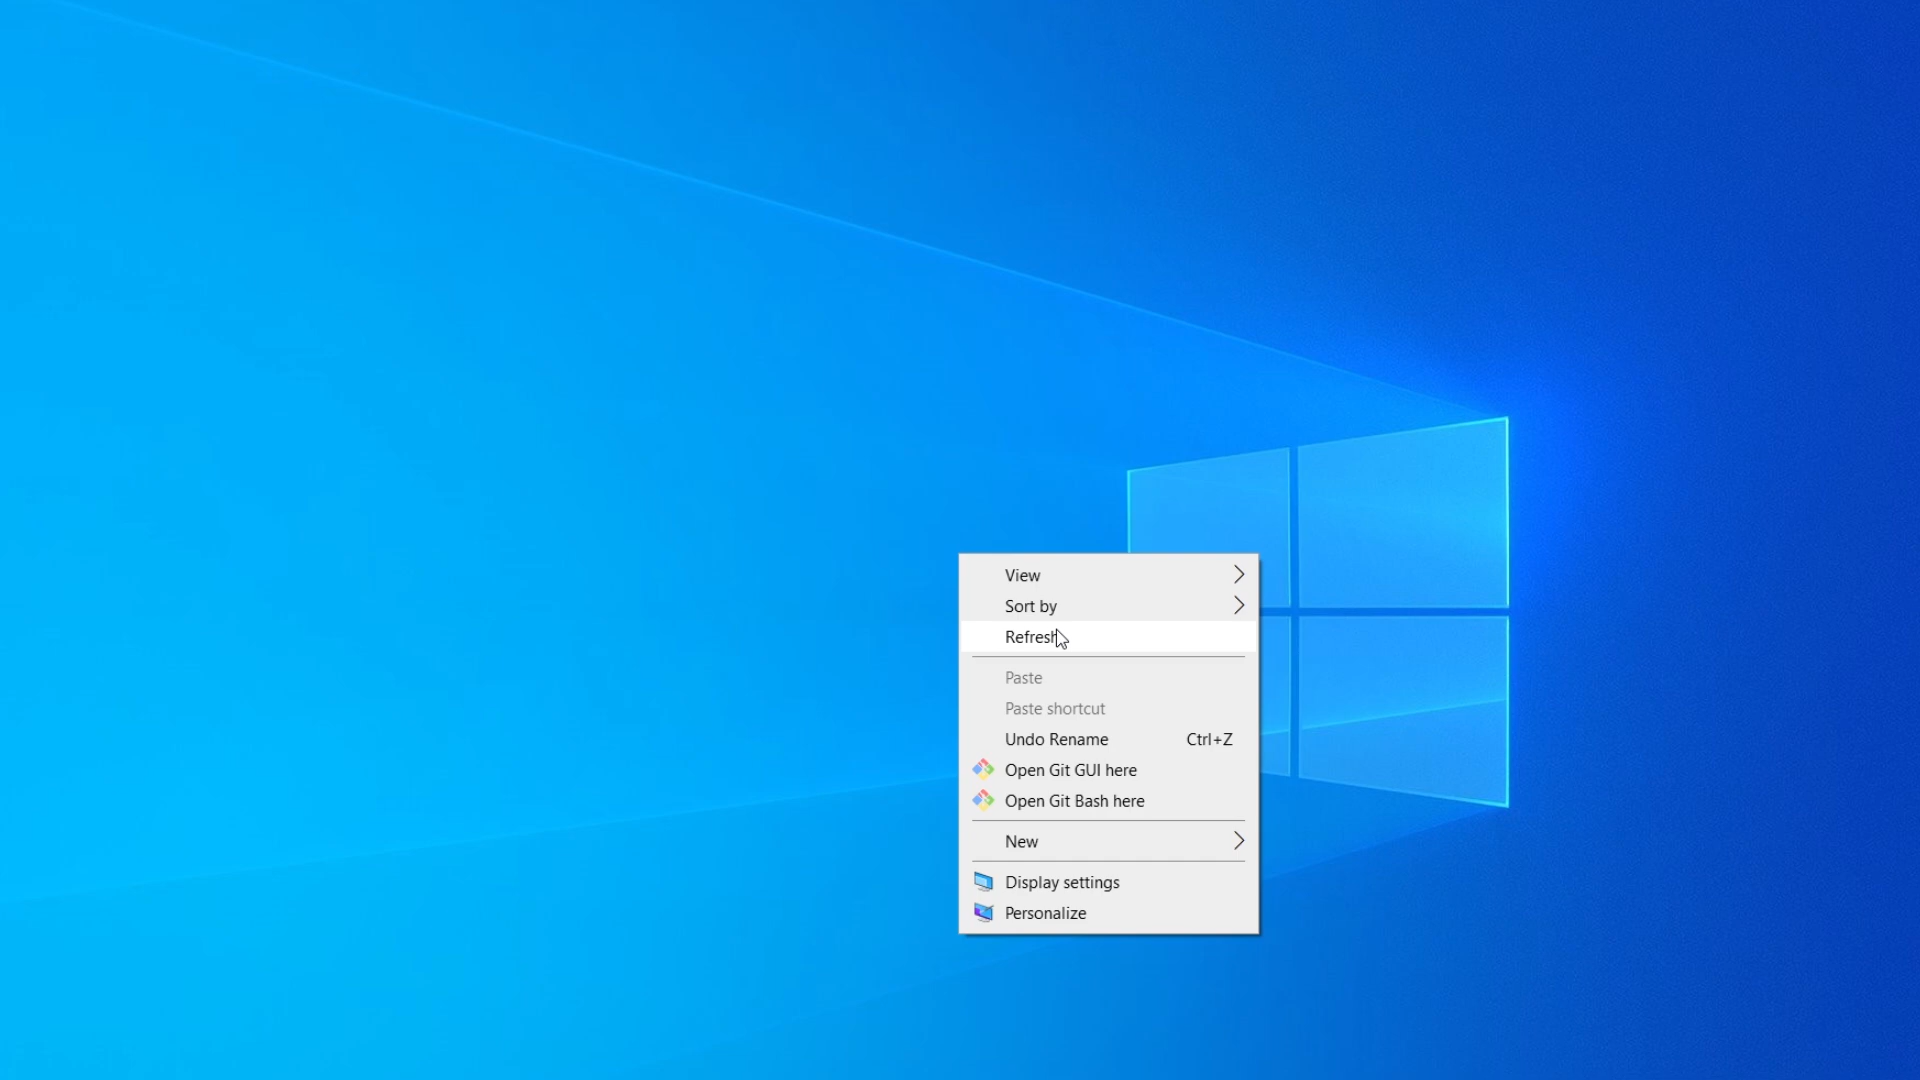 View
Sort by
Refresh
Paste
Paste shortcut
Undo Rename Ctrl+Z
Open Git GUI here
Open Git Bash here
New
Display settings
Personalize